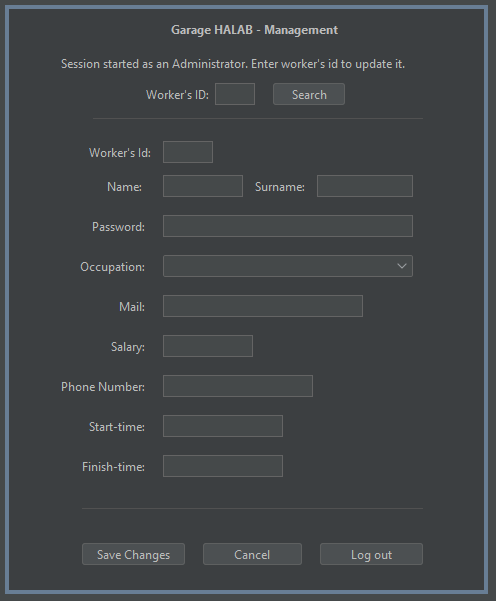 Garage HALAB - Management
Session started as an Administrator. Enter worker's id to update it.
Worker's ID: Search
Worker's Id:
Name: Surname:
Password:
Occupation:
Mail:
Salary:
Phone Number:
Start-time:
Finish-time:
Save Changes Cancel Log out